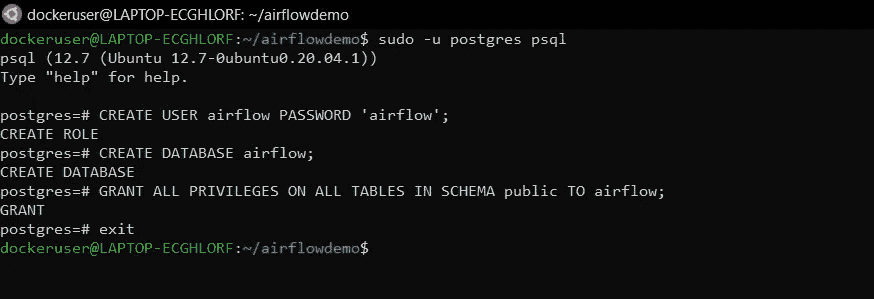 dockeruser@LAPTOP-ECGHLORF: ~/airflowdemo
dockeruser@LAPTOP-ECGHLORF:~/airflowdemo$ sudo -u postgres psql
psql (12.7 (Ubuntu 12.7-0ubuntu0.20.04.1))
Type "help" for help.
postgres=# CREATE USER airflow PASSWORD 'airflow';
CREATE ROLE
postgres=# CREATE DATABASE airflow;
CREATE DATABASE
postgres=# GRANT ALL PRIVILEGES ON ALL TABLES IN SCHEMA public TO airflow;
GRANT
postgres=# exit
dockeruser@LAPTOP-ECGHLORF:~/airflowdemo$